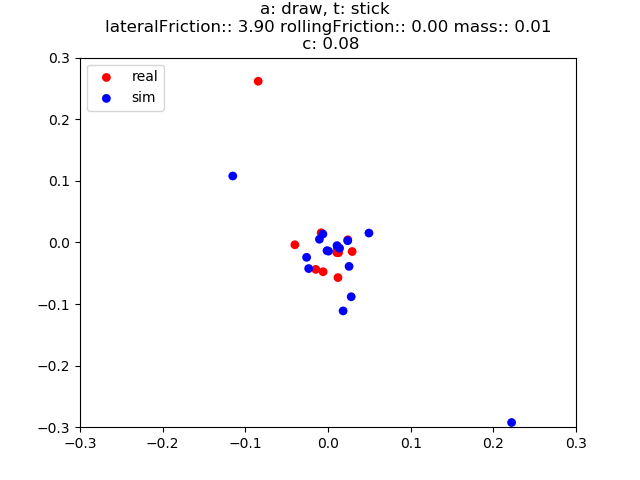 a: draw, t: stick
lateralFriction:: 3.90 rollingFriction:: 0.00 mass:: 0.01
c: 0.08
real
sim
0.3
0.2
0.1
0.0
−0.1
−0.2
−0.3
−0.3
−0.2
−0.1
0.0
0.1
0.2
0.3